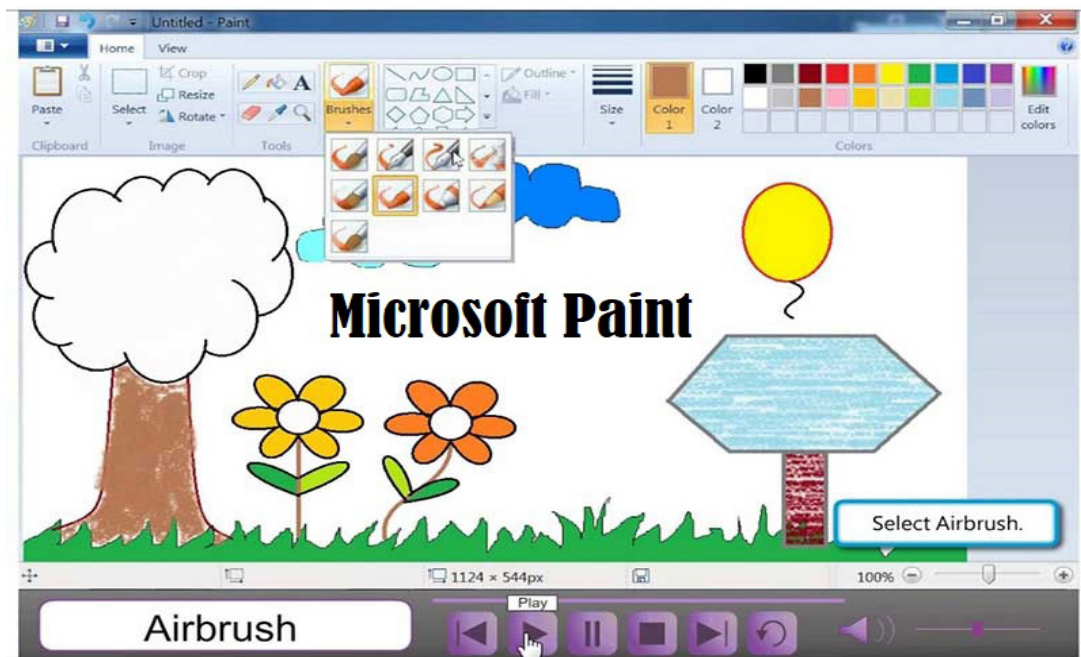 Untitled - Paint
Home View
Paste
Select
Crop
Resize
Rotate
A
Brushes
Outline
Fill
Size
Color 1
Color 2
Edit colors
Clipboard
Image
Tools
Colors
Microsoft Paint
Select Airbrush.
1124 × 544px
100%
Airbrush
Play